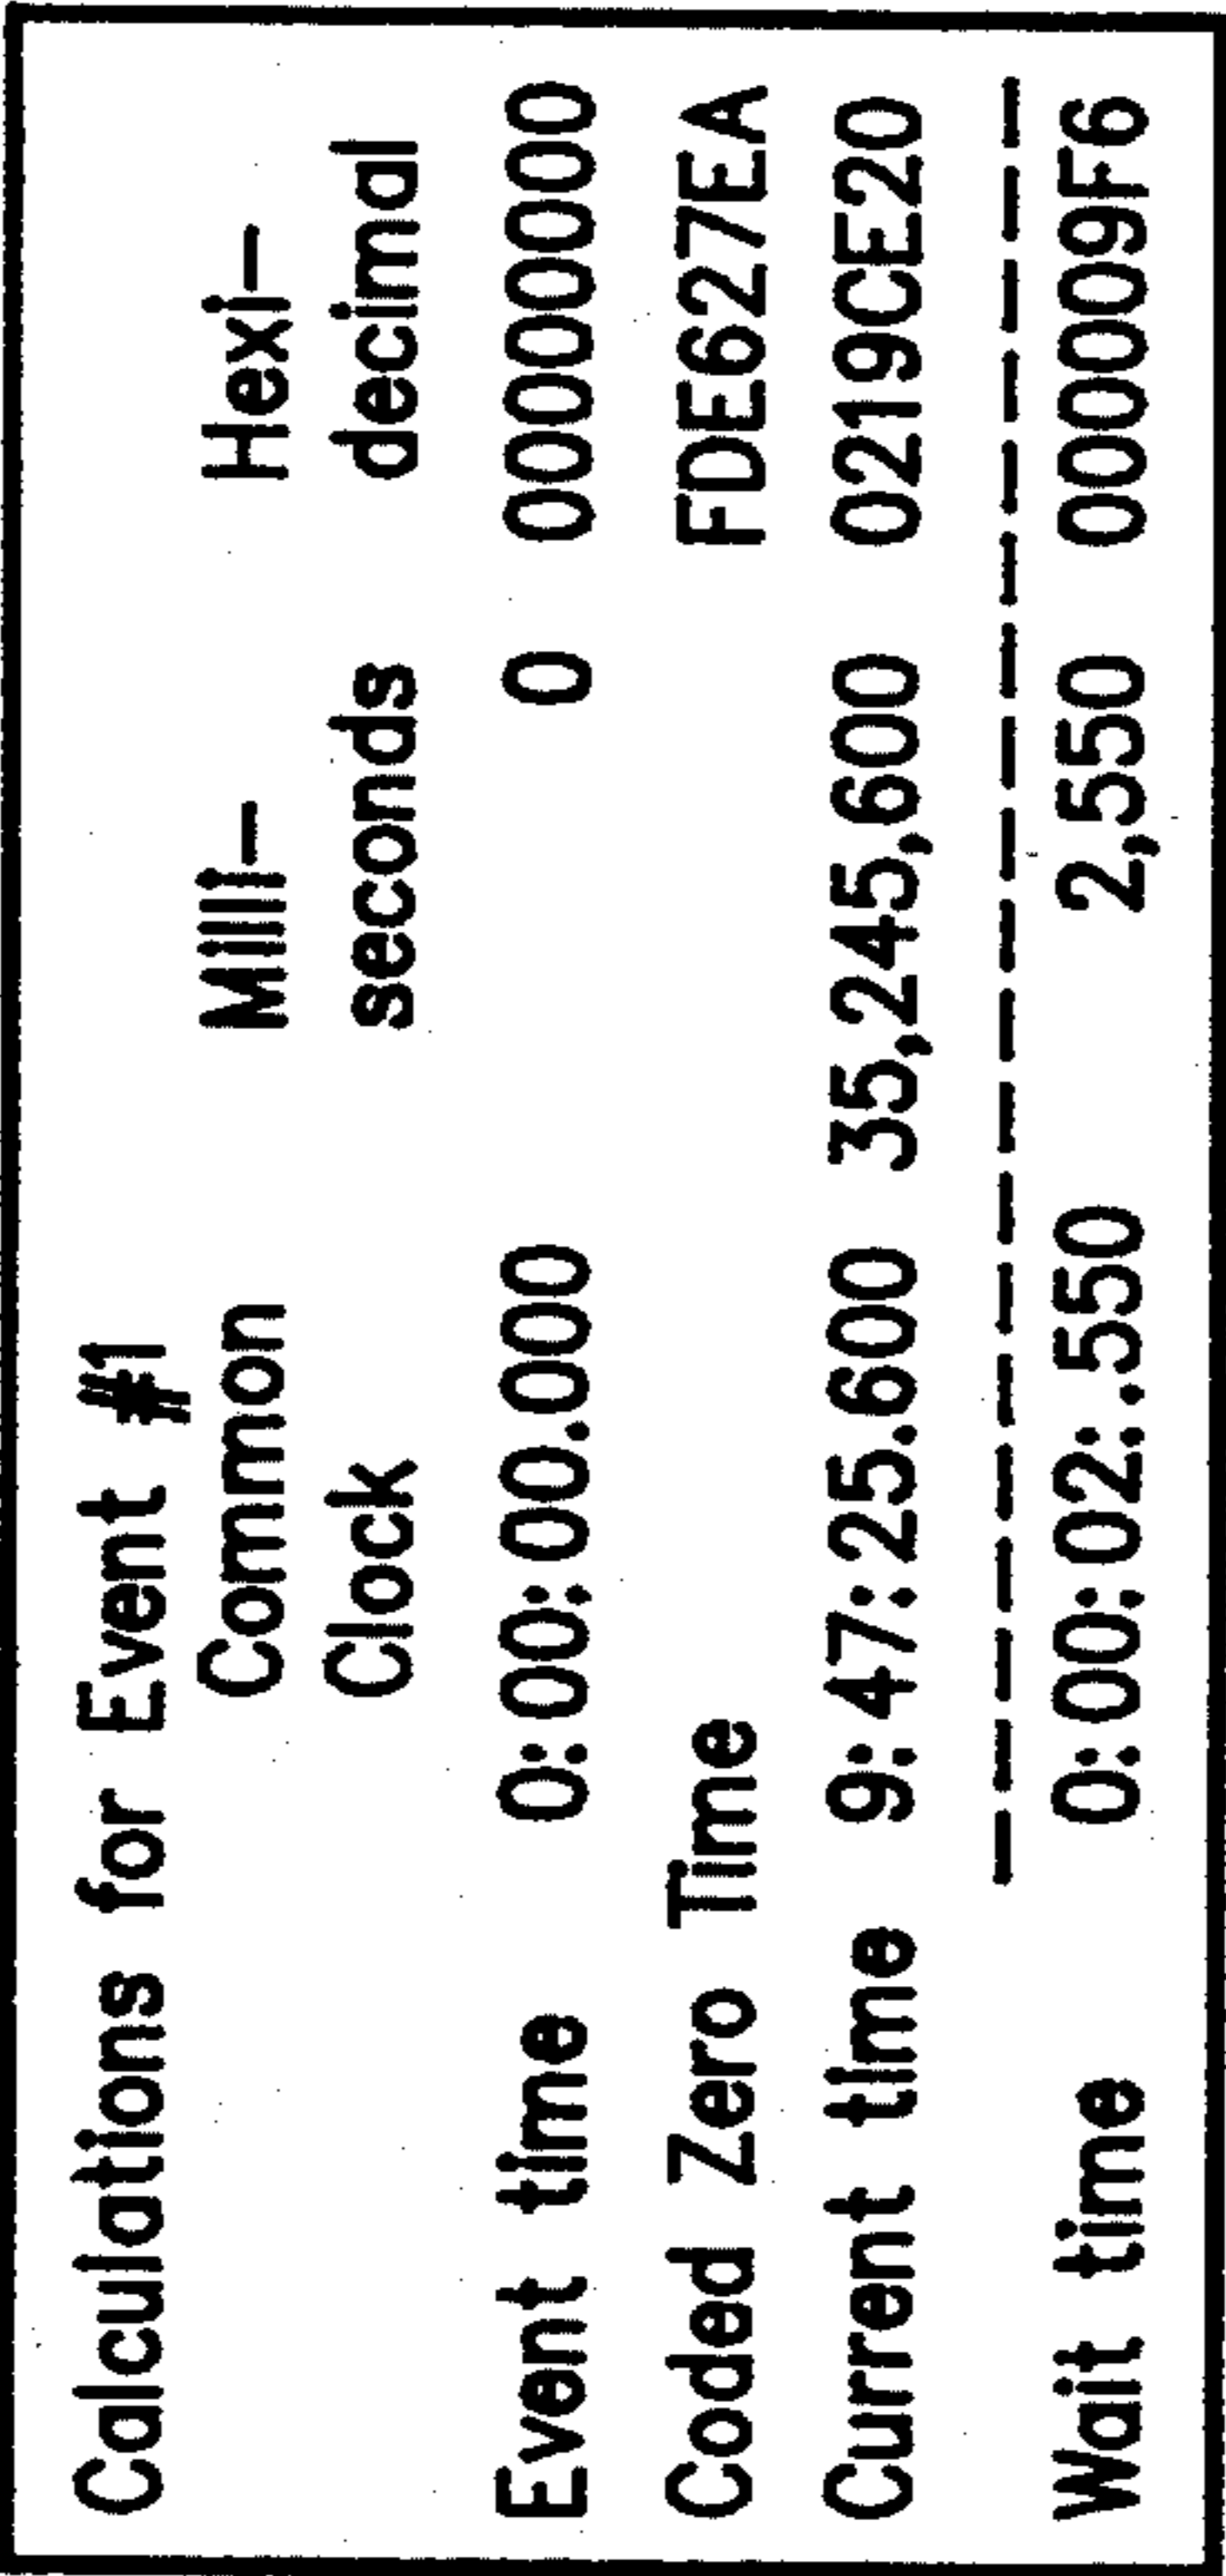 Calculations for Event #1
Common Milli- Hexi-
Clock seconds decimal
Event time 0:00:00.000 0 00000000
Coded Zero Time FDE627EA
Current time 9:47:25.600 35,245,600 0219CE20
Wait time 0:00:02:.550 2,550 000009F6